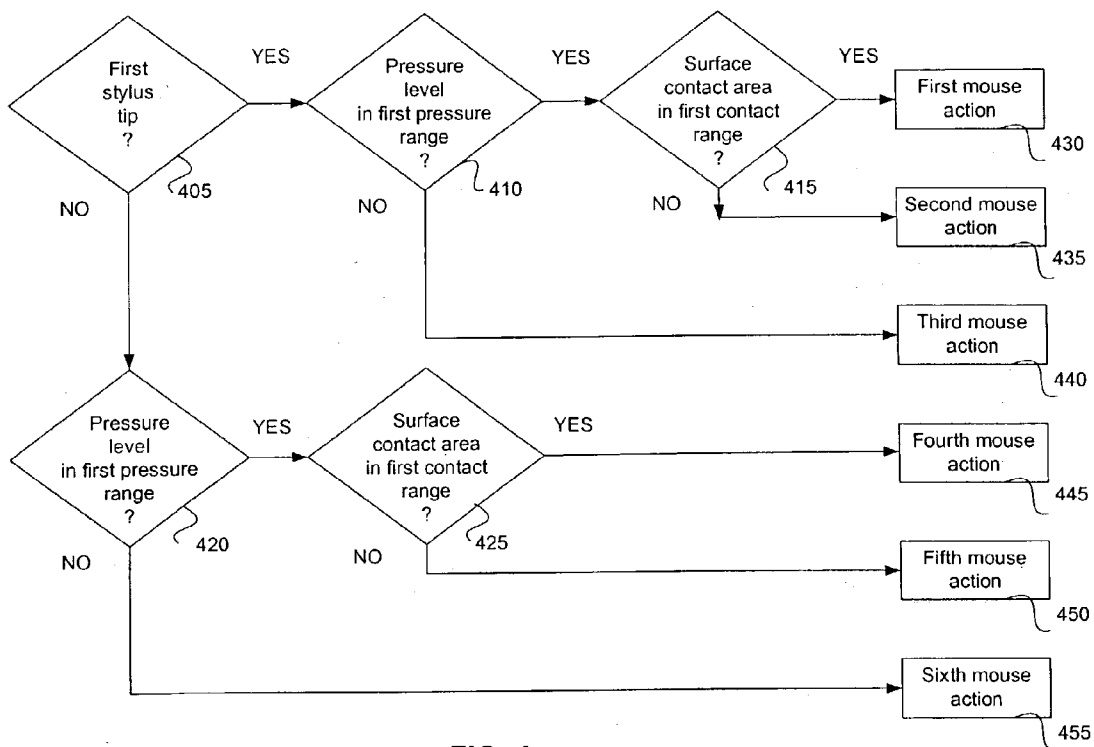 First
stylus
tip
?
405
YES
NO
Pressure
level
in first pressure
range
?
410
YES
NO
Surface
contact area
in first contact
range
?
415
YES
NO
First mouse
action
430
Second mouse
action
435
Third mouse
action
440
Pressure
level
in first pressure
range
?
420
YES
NO
Surface
contact area
in first contact
range
?
425
YES
NO
Fourth mouse
action
445
Fifth mouse
action
450
Sixth mouse
action
455